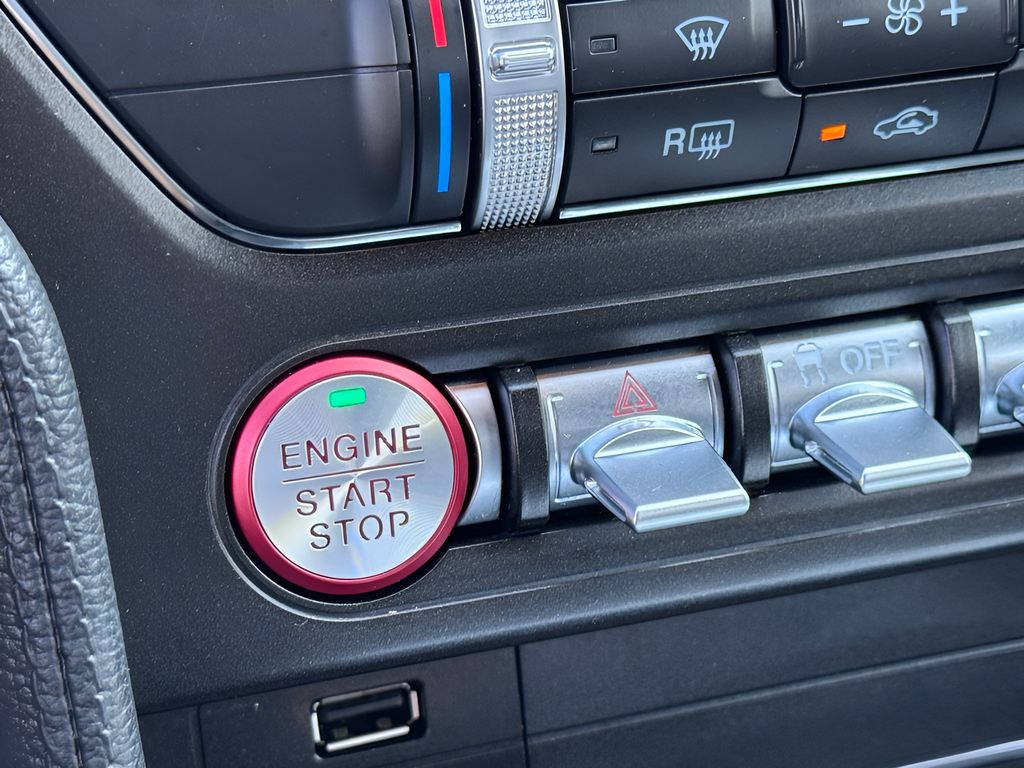 - +
R
OFF
ENGINE
START
STOP